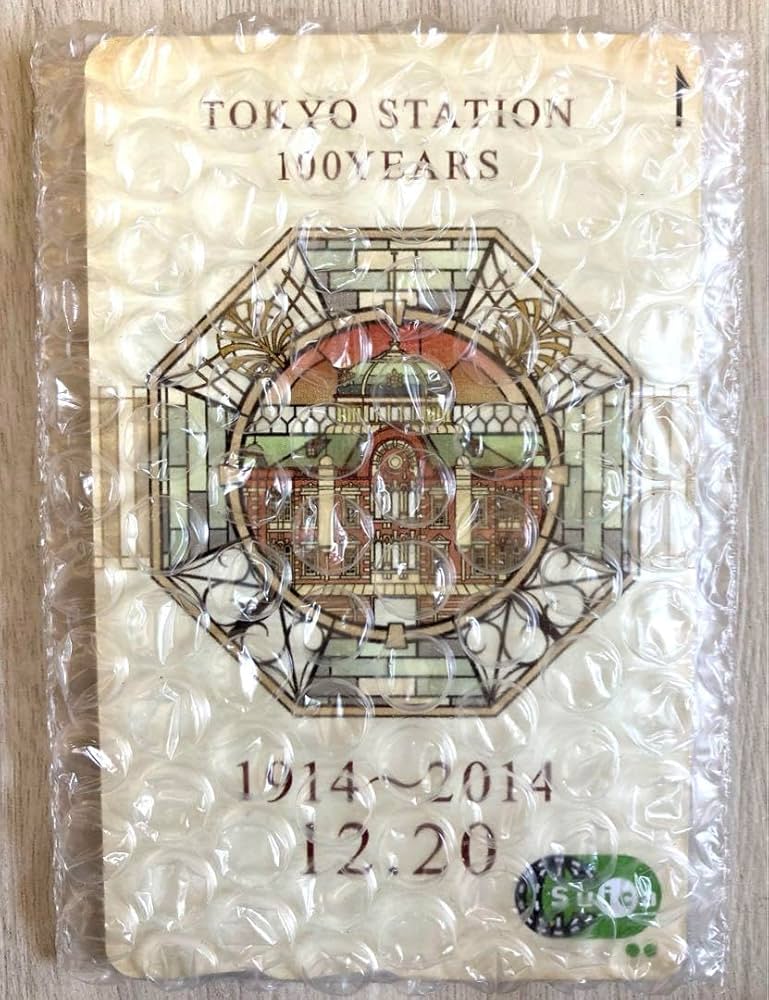 TOKYO STATION
100YEARS
1914〜2014
12.20
Suica